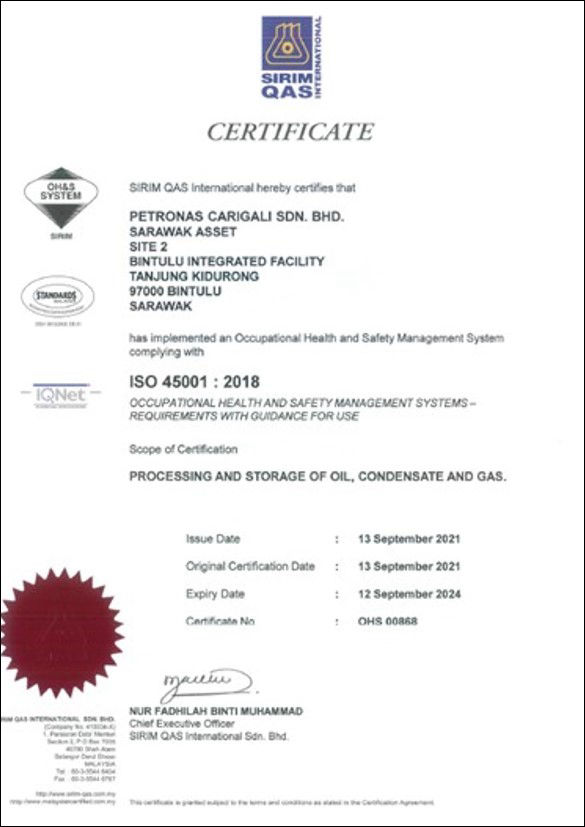 SIRIM
QAS
INTERNATIONAL
CERTIFICATE
OH&S
SYSTEM
SIRIM
STANDARDS
IQNet
SIRIM QAS International hereby certifies that
PETRONAS CARIGALI SDN. BHD.
SARAWAK ASSET
SITE 2
BINTULU INTEGRATED FACILITY
TANJUNG KIDURONG
97000 BINTULU
SARAWAK
has implemented an Occupational Health and Safety Management System
complying with
ISO 45001 : 2018
OCCUPATIONAL HEALTH AND SAFETY MANAGEMENT SYSTEMS –
REQUIREMENTS WITH GUIDANCE FOR USE
Scope of Certification
PROCESSING AND STORAGE OF OIL, CONDENSATE AND GAS.
Issue Date : 13 September 2021
Original Certification Date : 13 September 2021
Expiry Date : 12 September 2024
Certificate No : OHS 00868
NUR FADHILAH BINTI MUHAMMAD
Chief Executive Officer
SIRIM QAS International Sdn. Bhd.
RIM QAS INTERNATIONAL SDN. BHD.
(Company No.
1, Persiaran Dato' Menteri
Section 2, P O Box
Shah Alam
Selangor Darul Ehsan
MALAYSIA
Tel : 60-3-5544 6404
Fax : 60-3-5544 6787
http://www.sirim-qas.com.my
http://www.malaysiancertified.com.my
This certificate is granted subject to the terms and conditions as stated in the Certification Agreement.